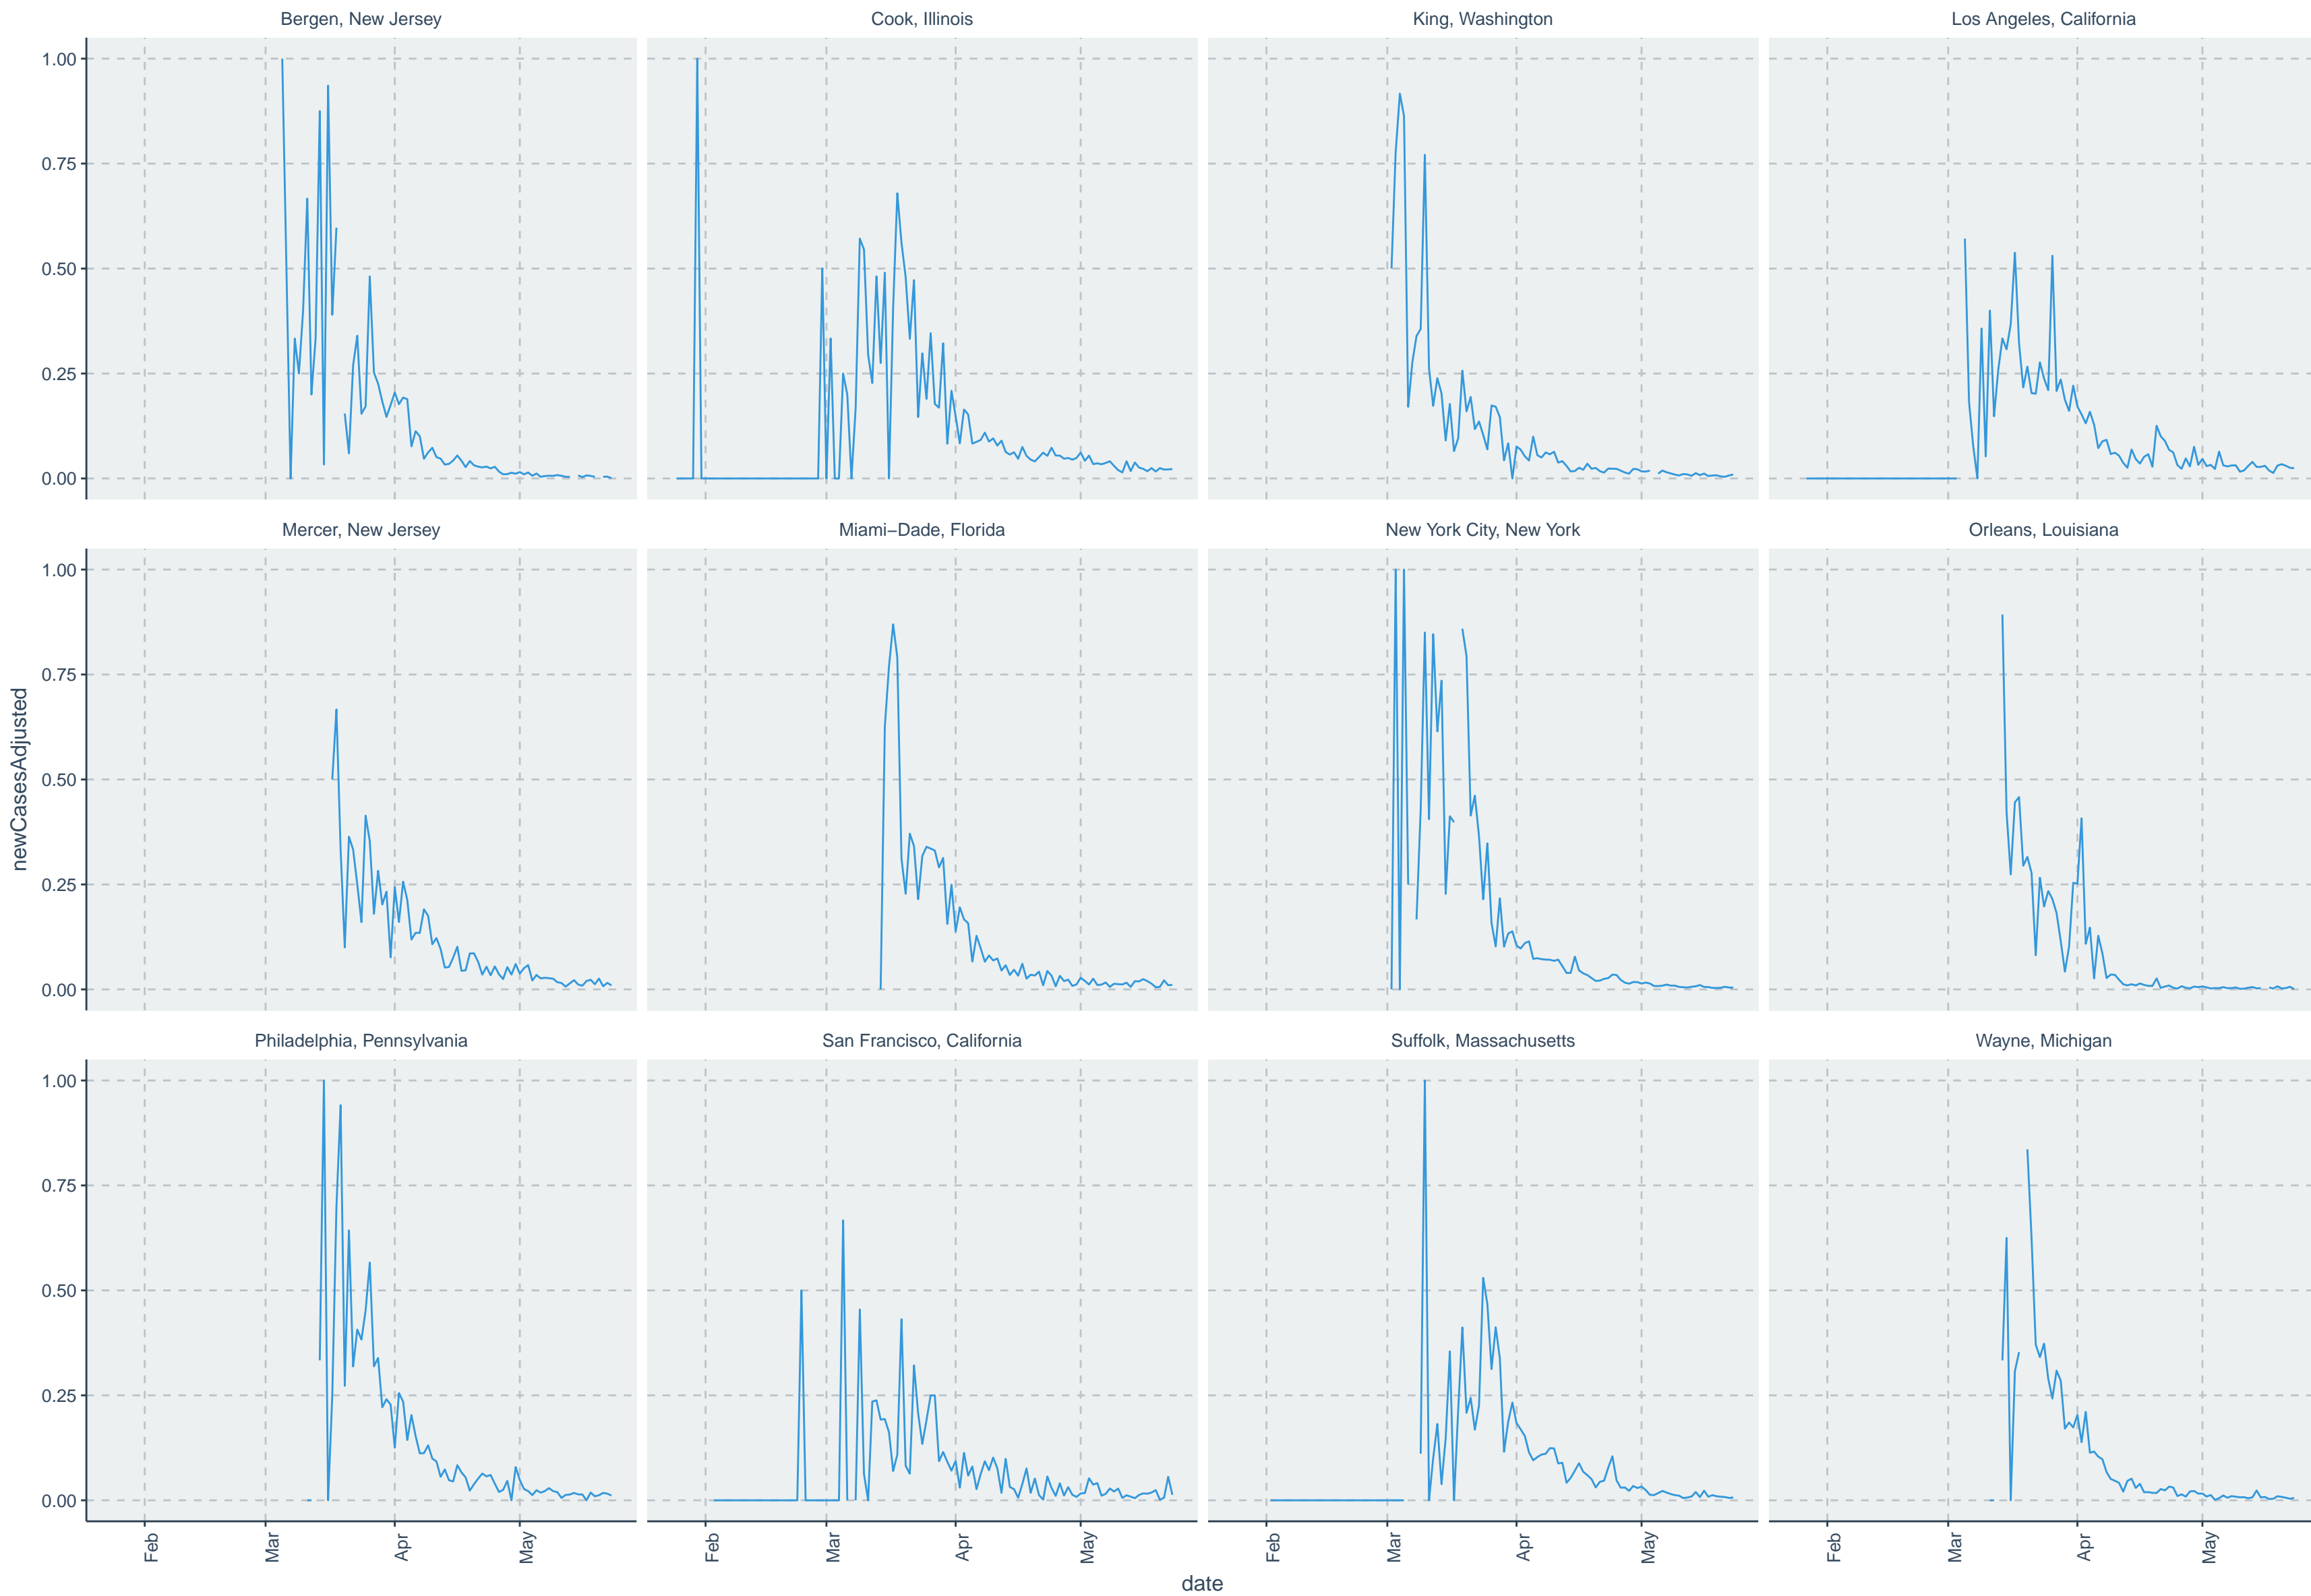 Bergen, New Jersey
Cook, Illinois
King, Washington
Los Angeles, California
1.00
0.75
0.50
0.25
0.00
Mercer, New Jersey
Miami−Dade, Florida
New York City, New York
Orleans, Louisiana
1.00
0.75
0.50
0.25
0.00
newCasesAdjusted
Philadelphia, Pennsylvania
San Francisco, California
Suffolk, Massachusetts
Wayne, Michigan
1.00
0.75
0.50
0.25
0.00
Feb
Mar
Apr
May
Feb
Mar
Apr
May
Feb
Mar
Apr
May
Feb
Mar
Apr
May
date